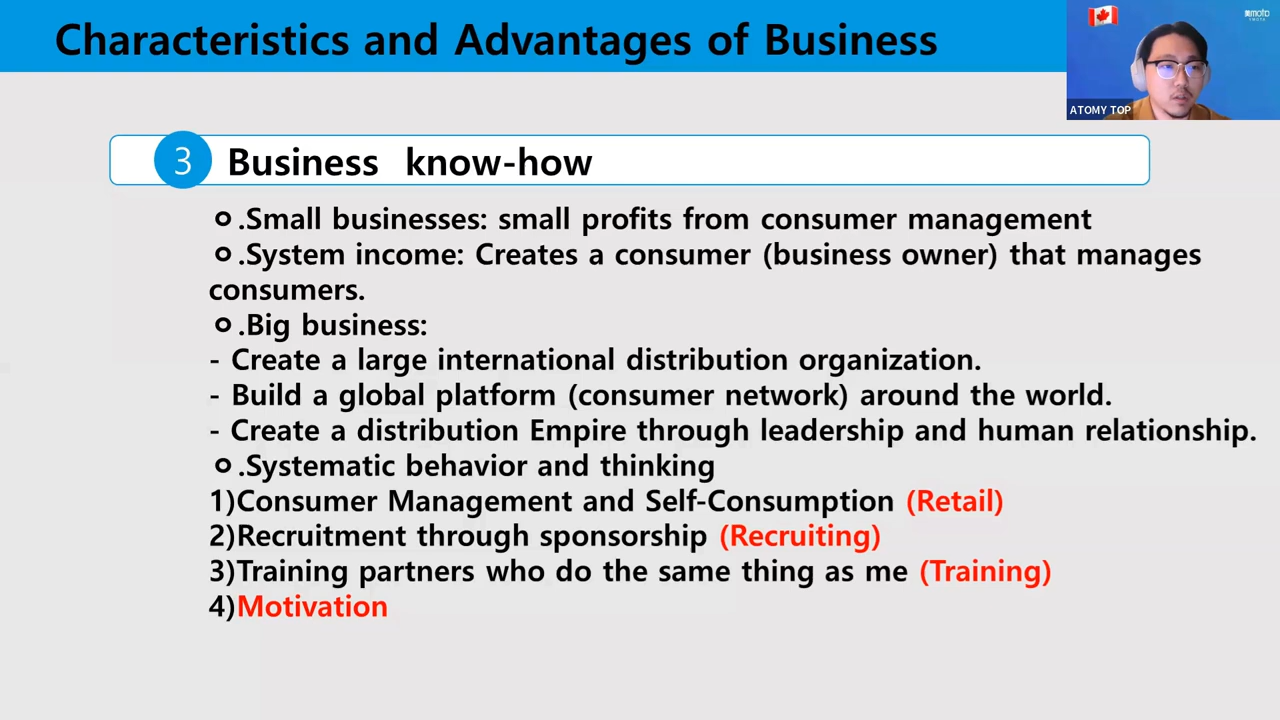 Characteristics and Advantages of Business
ATOMY TOP
3
Business know-how
⚬.Small businesses: small profits from consumer management
⚬.System income: Creates a consumer (business owner) that manages
consumers.
⚬.Big business:
- Create a large international distribution organization.
- Build a global platform (consumer network) around the world.
- Create a distribution Empire through leadership and human relationship.
⚬.Systematic behavior and thinking
1)Consumer Management and Self-Consumption (Retail)
2)Recruitment through sponsorship (Recruiting)
3)Training partners who do the same thing as me (Training)
4)Motivation